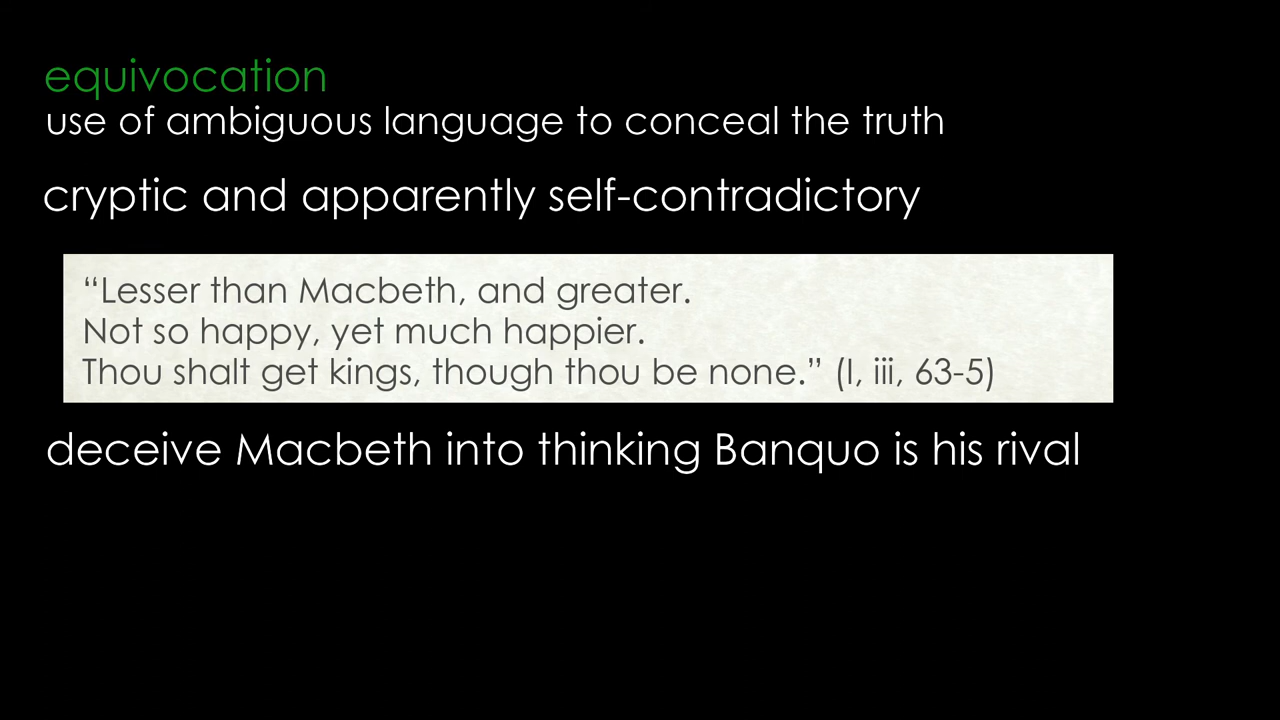 equivocation
use of ambiguous language to conceal the truth
cryptic and apparently self-contradictory
“Lesser than Macbeth, and greater.
Not so happy, yet much happier.
Thou shalt get kings, though thou be none.” (I, iii, 63-5)
deceive Macbeth into thinking Banquo is his rival